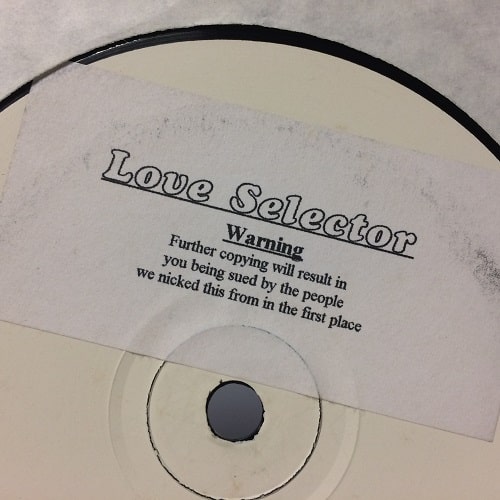 Love Selector
Warning
Further copying will result in
you being sued by the people
we nicked this from in the first place